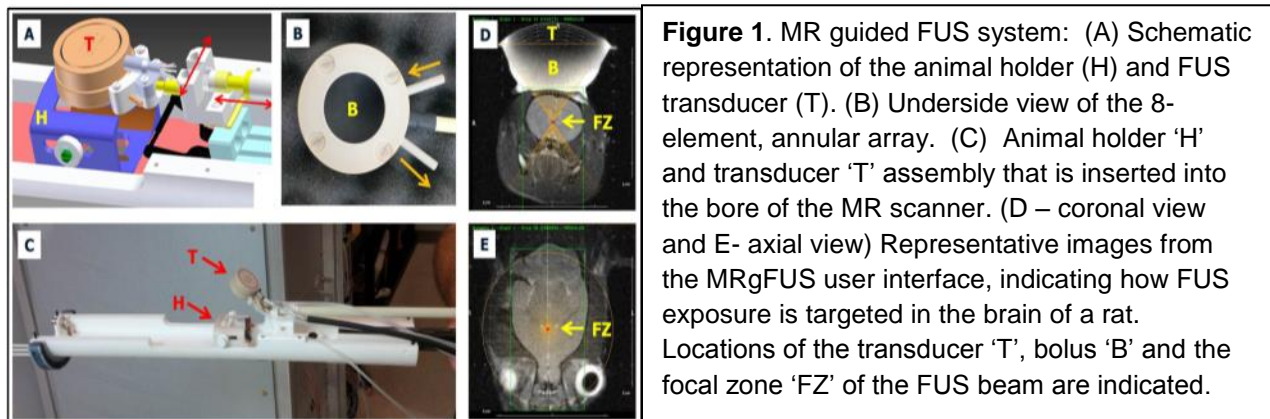 A
T
H
B
B
D
T
B
FZ
C
T
H
E
FZ
Figure 1. MR guided FUS system: (A) Schematic
representation of the animal holder (H) and FUS
transducer (T). (B) Underside view of the 8-
element, annular array. (C) Animal holder ‘H’
and transducer ‘T’ assembly that is inserted into
the bore of the MR scanner. (D – coronal view
and E- axial view) Representative images from
the MRgFUS user interface, indicating how FUS
exposure is targeted in the brain of a rat.
Locations of the transducer ‘T’, bolus ‘B’ and the
focal zone ‘FZ’ of the FUS beam are indicated.